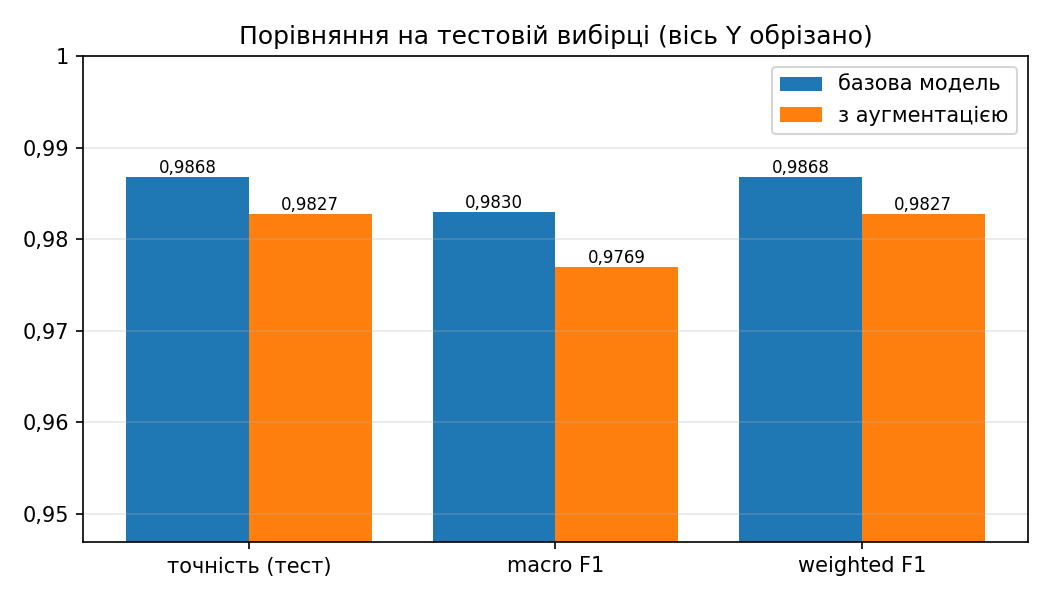 Порівняння на тестовій вибірці (вісь Y обрізано)
1
0,99
0,98
0,97
0,96
0,95
базова модель
з аугментацією
0,9868
0,9827
0,9830
0,9769
0,9868
0,9827
точність (тест)
macro F1
weighted F1